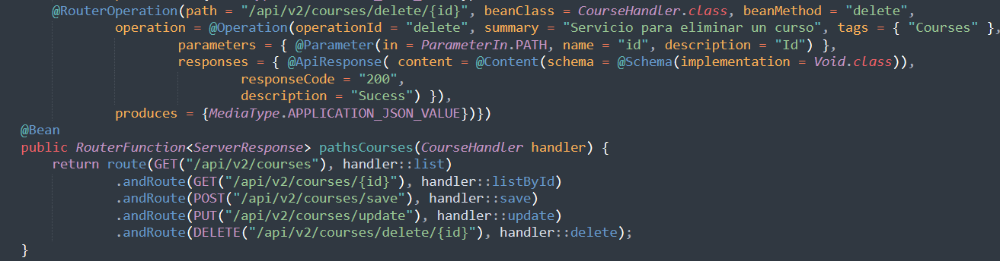 @RouterOperation(path = "/api/v2/courses/delete/{id}", beanClass = CourseHandler.class, beanMethod = "delete",
operation = @Operation(operationId = "delete", summary = "Servicio para eliminar un curso", tags = { "Courses" },
parameters = { @Parameter(in = ParameterIn.PATH, name = "id", description = "Id") },
responses = { @ApiResponse( content = @Content(schema = @Schema(implementation = Void.class)),
responseCode = "200",
description = "Sucess") }),
produces = {MediaType.APPLICATION_JSON_VALUE})})
@Bean
public RouterFunction<ServerResponse> pathsCourses(CourseHandler handler) {
return route(GET("/api/v2/courses"), handler::list)
.andRoute(GET("/api/v2/courses/{id}"), handler::listById)
.andRoute(POST("/api/v2/courses/save"), handler::save)
.andRoute(PUT("/api/v2/courses/update"), handler::update)
.andRoute(DELETE("/api/v2/courses/delete/{id}"), handler::delete);
}